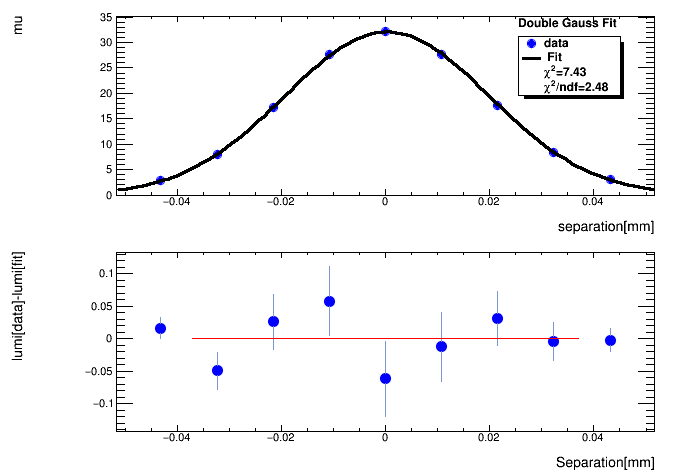 mu
Double Gauss Fit
data
Fit
χ²=7.43
χ²/ndf=2.48
35
30
25
20
15
10
5
0
−0.04 −0.02 0 0.02 0.04
separation[mm]
lumi[data]-lumi[fit]
0.1
0.05
0
−0.05
−0.1
−0.04 −0.02 0 0.02 0.04
Separation[mm]